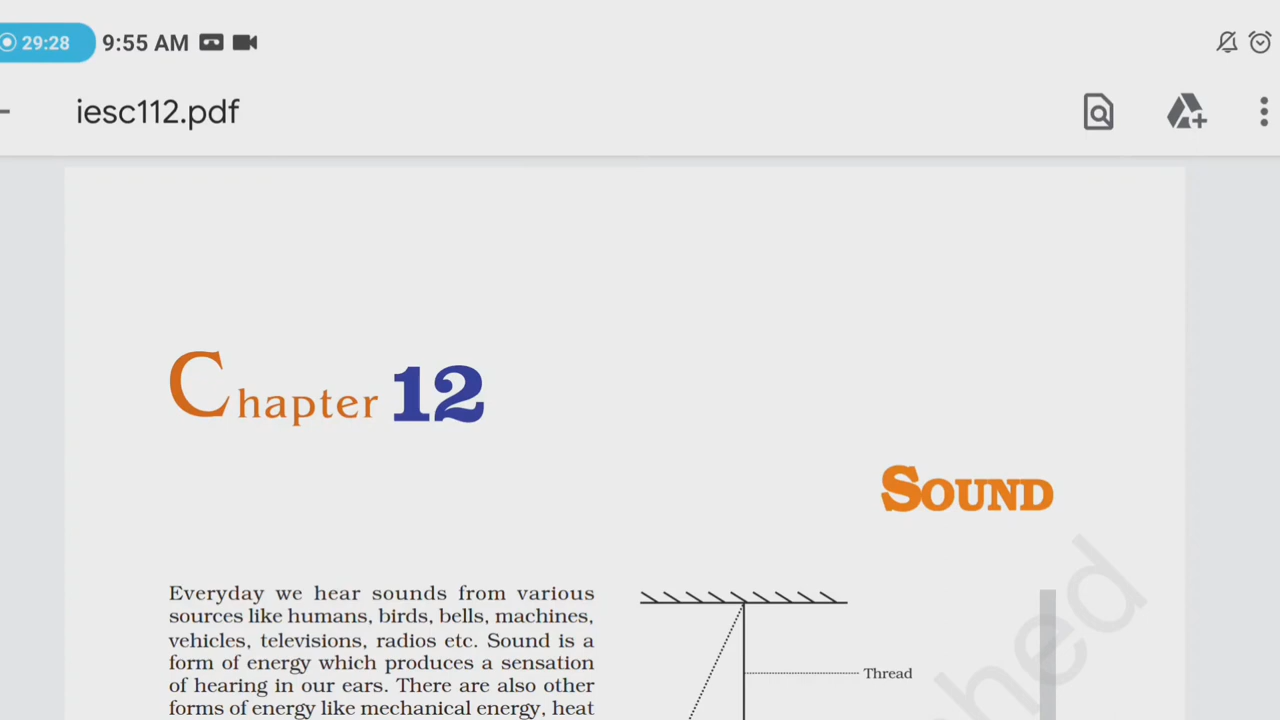 29:28 9:55 AM
iesc112.pdf
Chapter 12
SOUND
Everyday we hear sounds from various
sources like humans, birds, bells, machines,
vehicles, televisions, radios etc. Sound is a
form of energy which produces a sensation
of hearing in our ears. There are also other
forms of energy like mechanical energy, heat
Thread
hed